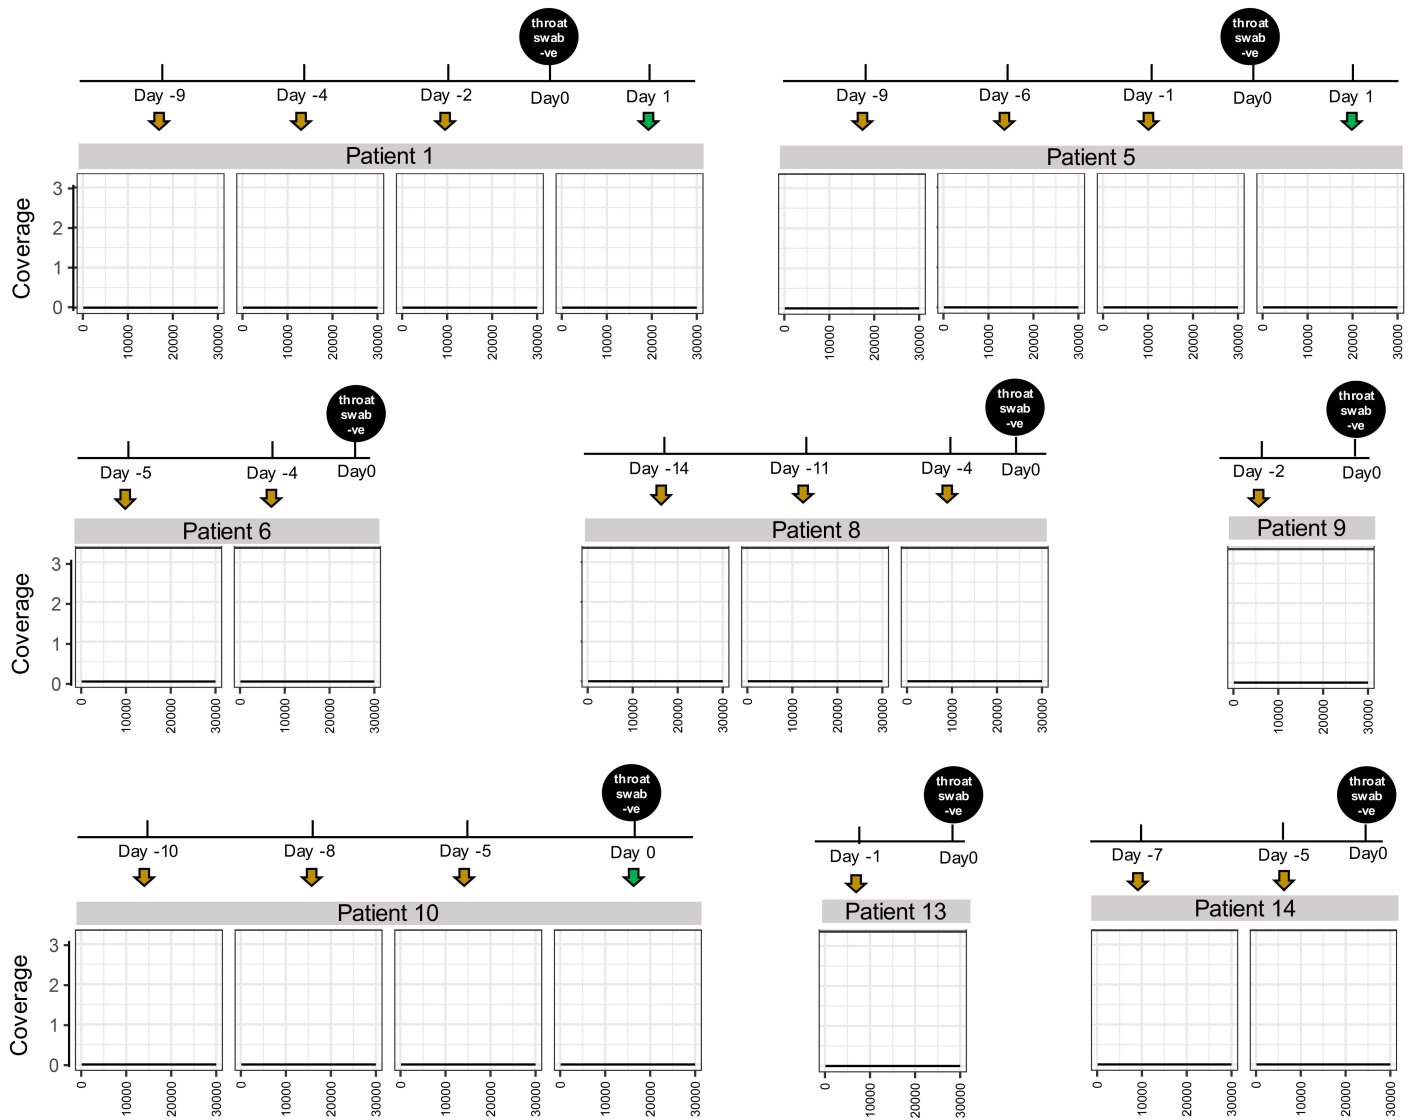 throat
swab
-ve
throat
swab
-ve
Day -9 Day -4 Day -2 Day0 Day 1
Day -9 Day -6 Day -1 Day0 Day 1
Patient 1
Patient 5
Coverage
3
2
1
0
0 10000 20000 30000 0 10000 20000 30000 0 10000 20000 30000 0 10000 20000 30000
0 10000 20000 30000 0 10000 20000 30000 0 10000 20000 30000 0 10000 20000 30000
throat
swab
-ve
throat
swab
-ve
throat
swab
-ve
Day -5 Day -4 Day0
Day -14 Day -11 Day -4 Day0
Day -2 Day0
Patient 6
Patient 8
Patient 9
Coverage
3
2
1
0
0 10000 20000 30000 0 10000 20000 30000
0 10000 20000 30000 0 10000 20000 30000 0 10000 20000 30000
0 10000 20000 30000
throat
swab
-ve
throat
swab
-ve
throat
swab
-ve
Day -10 Day -8 Day -5 Day 0
Day -1 Day0
Day -7 Day -5 Day0
Patient 10
Patient 13
Patient 14
Coverage
3
2
1
0
0 10000 20000 30000 0 10000 20000 30000 0 10000 20000 30000 0 10000 20000 30000
0 10000 20000 30000
0 10000 20000 30000 0 10000 20000 30000